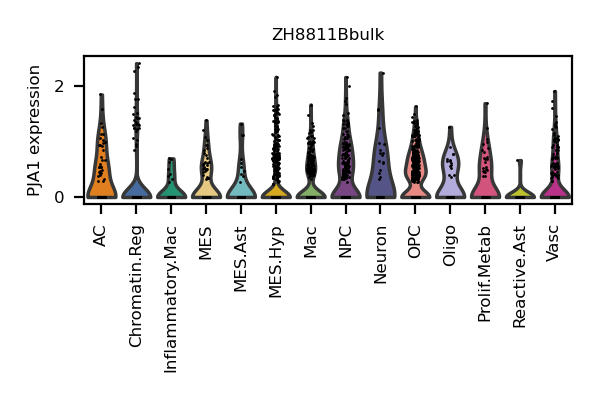 ZH8811Bbulk
PJA1 expression
2
0
AC
Chromatin.Reg
Inflammatory.Mac
MES
MES.Ast
MES.Hyp
Mac
NPC
Neuron
OPC
Oligo
Prolif.Metab
Reactive.Ast
Vasc